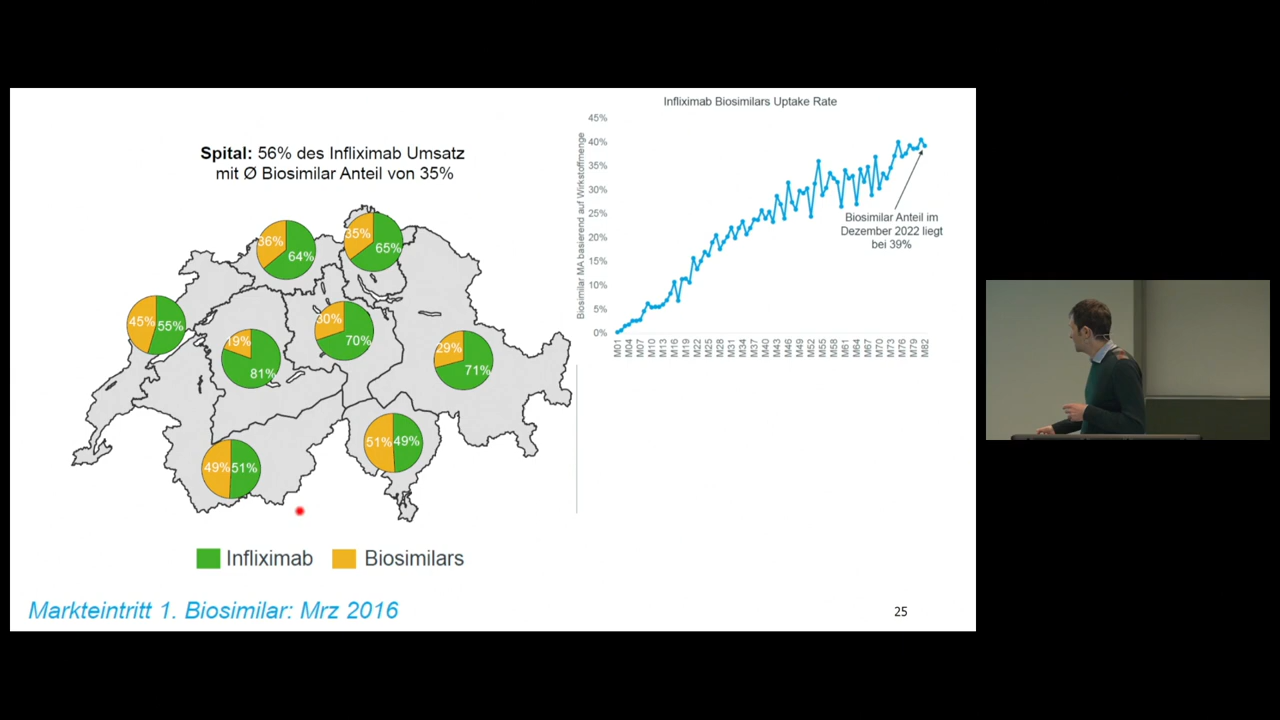 Spital: 56% des Infliximab Umsatz
mit Ø Biosimilar Anteil von 35%
36%
64%
35%
65%
45%
55%
19%
81%
30%
70%
29%
71%
49%
51%
51%
49%
Infliximab
Biosimilars
Markteintritt 1. Biosimilar: Mrz 2016
Infliximab Biosimilars Uptake Rate
Biosimilar MA basierend auf Wirkstoffmenge
45%
40%
35%
30%
25%
20%
15%
10%
5%
0%
M01
M04
M07
M10
M13
M16
M19
M22
M25
M28
M31
M34
M37
M40
M43
M46
M49
M52
M55
M58
M61
M64
M67
M70
M73
M76
M79
M82
Biosimilar Anteil im
Dezember 2022 liegt
bei 39%
25